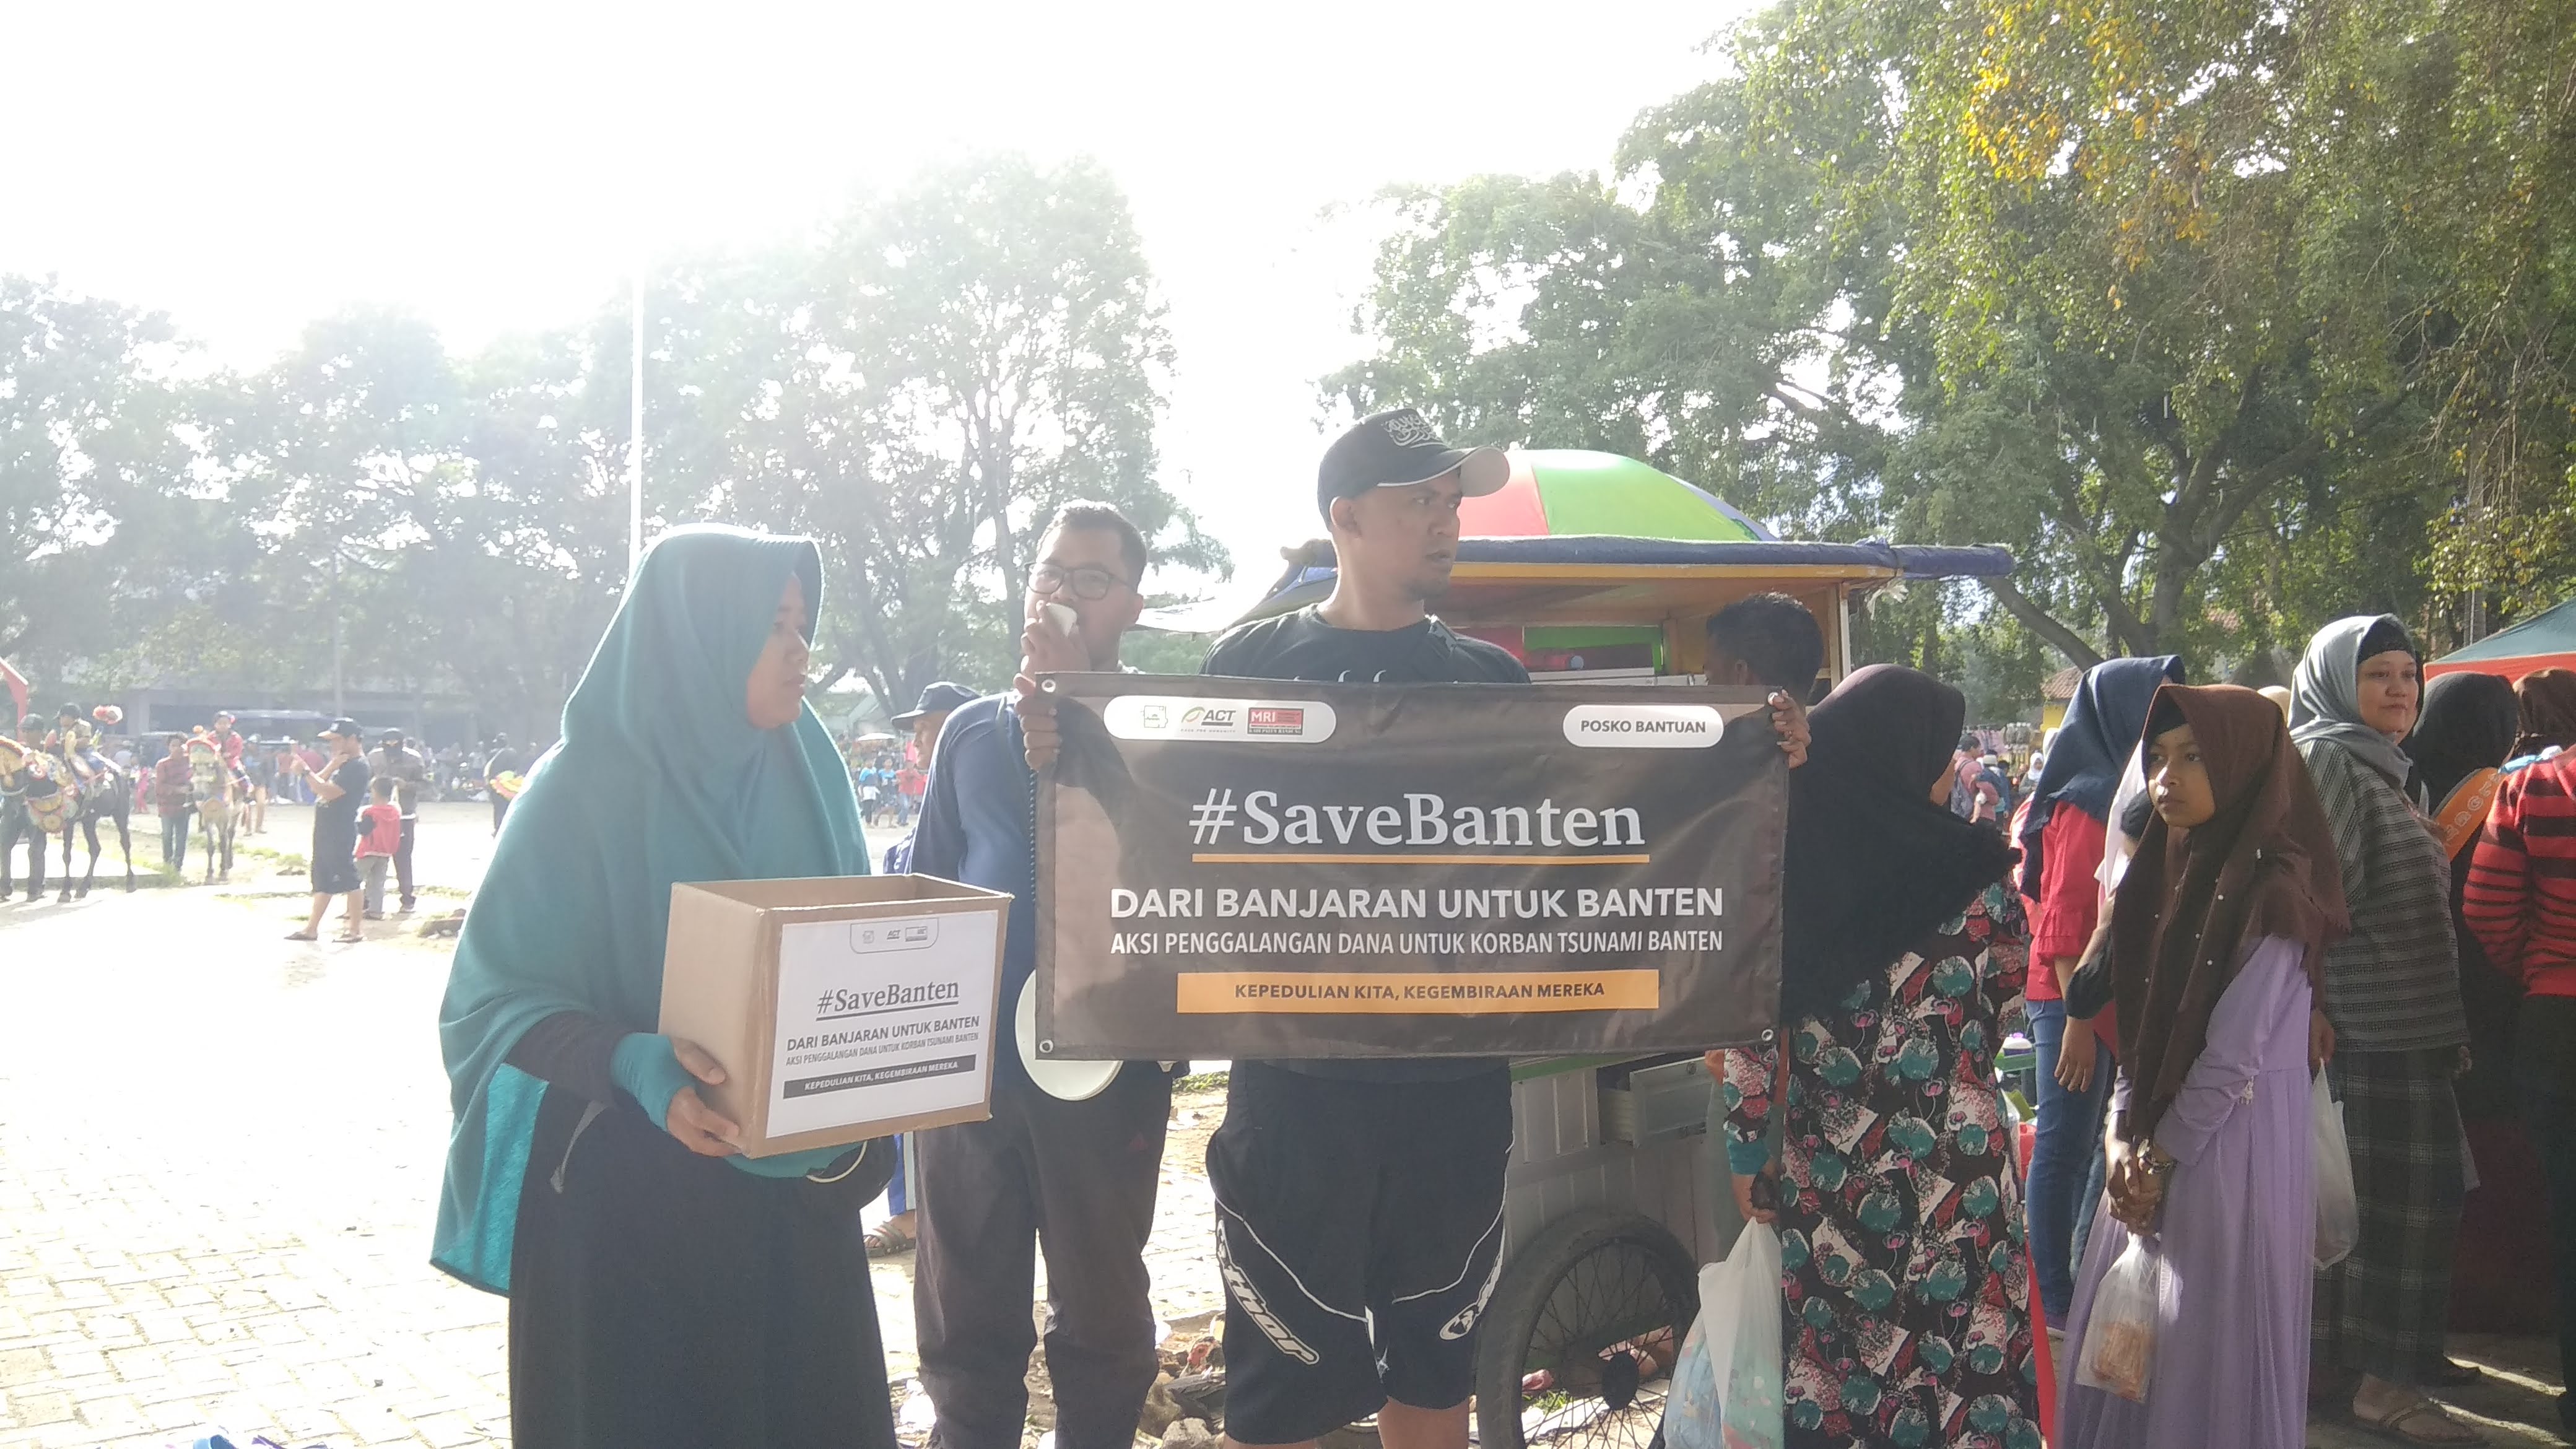 ACT
MRI
POSKO BANTUAN
#SaveBanten
DARI BANJARAN UNTUK BANTEN
AKSI PENGGALANGAN DANA UNTUK KORBAN TSUNAMI BANTEN
KEPEDULIAN KITA, KEGEMBIRAAN MEREKA
ACT
#SaveBanten
DARI BANJARAN UNTUK BANTEN
AKSI PENGGALANGAN DANA UNTUK KORBAN TSUNAMI BANTEN
KEPEDULIAN KITA, KEGEMBIRAAN MEREKA